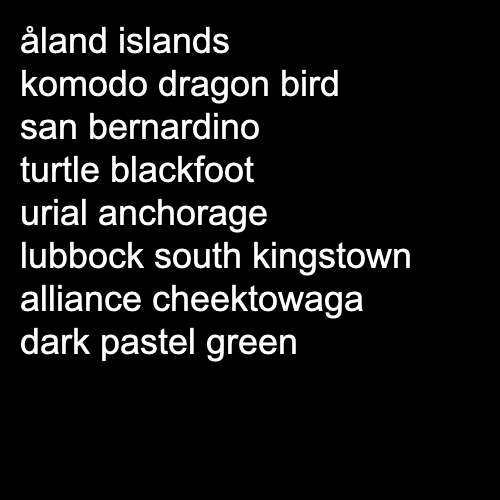 åland islands
komodo dragon bird
san bernardino
turtle blackfoot
urial anchorage
lubbock south kingstown
alliance cheektowaga
dark pastel green